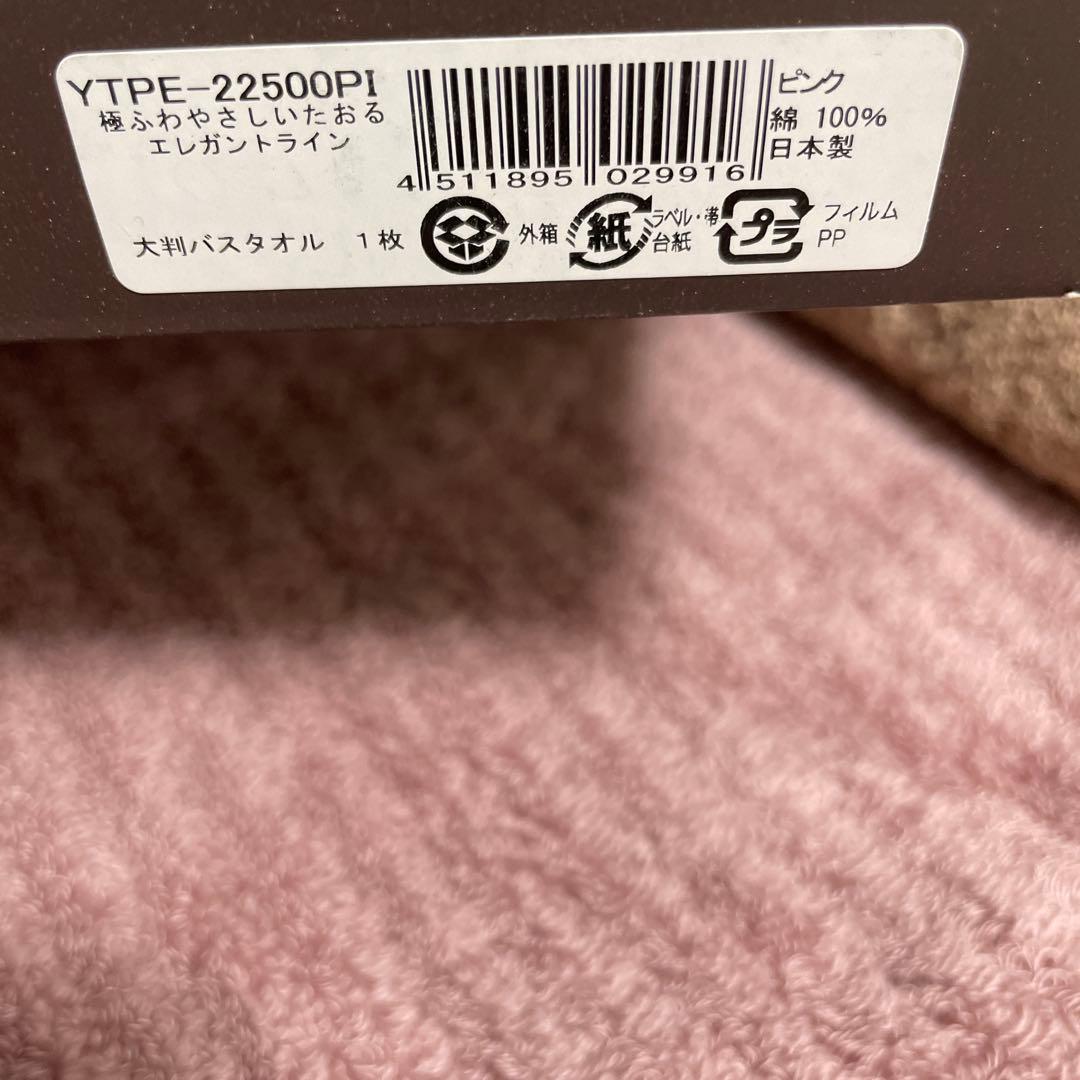 YTPE-22500PI
極ふわやさしいたおる
エレガントライン
大判バスタオル 1枚
4 511895 029916
ピンク
綿 100%
日本製
外箱
紙
ラベル・帯
台紙
プラ
フィルム
PP